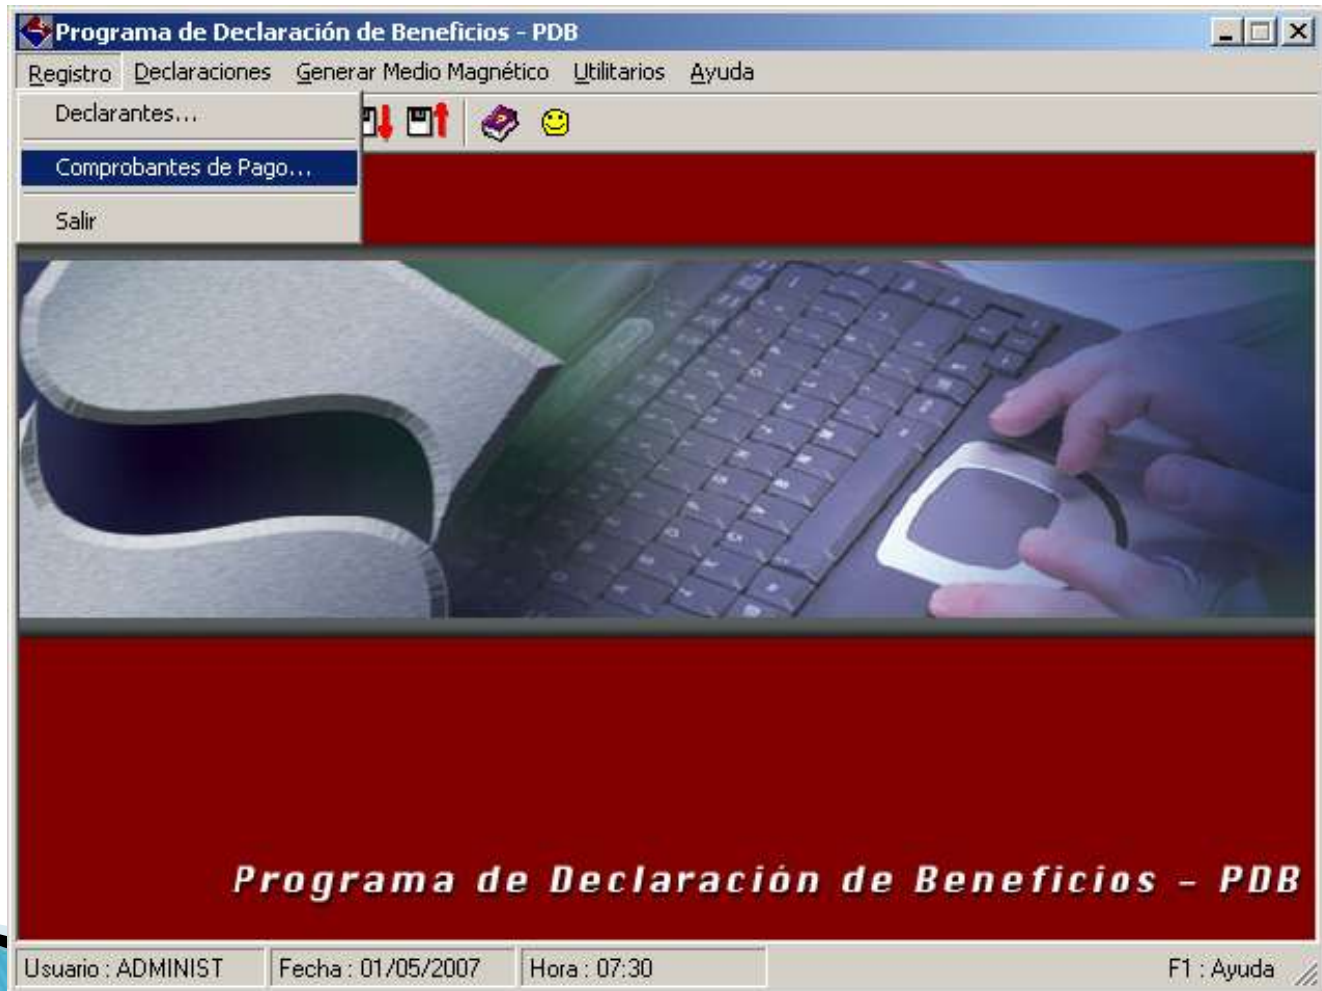 Programa de Declaración de Beneficios - PDB
Registro Declaraciones Generar Medio Magnético Utilitarios Ayuda
Declarantes...
Comprobantes de Pago...
Salir
Programa de Declaración de Beneficios - PDB
Usuario : ADMINIST Fecha : 01/05/2007 Hora : 07:30 F1 : Ayuda